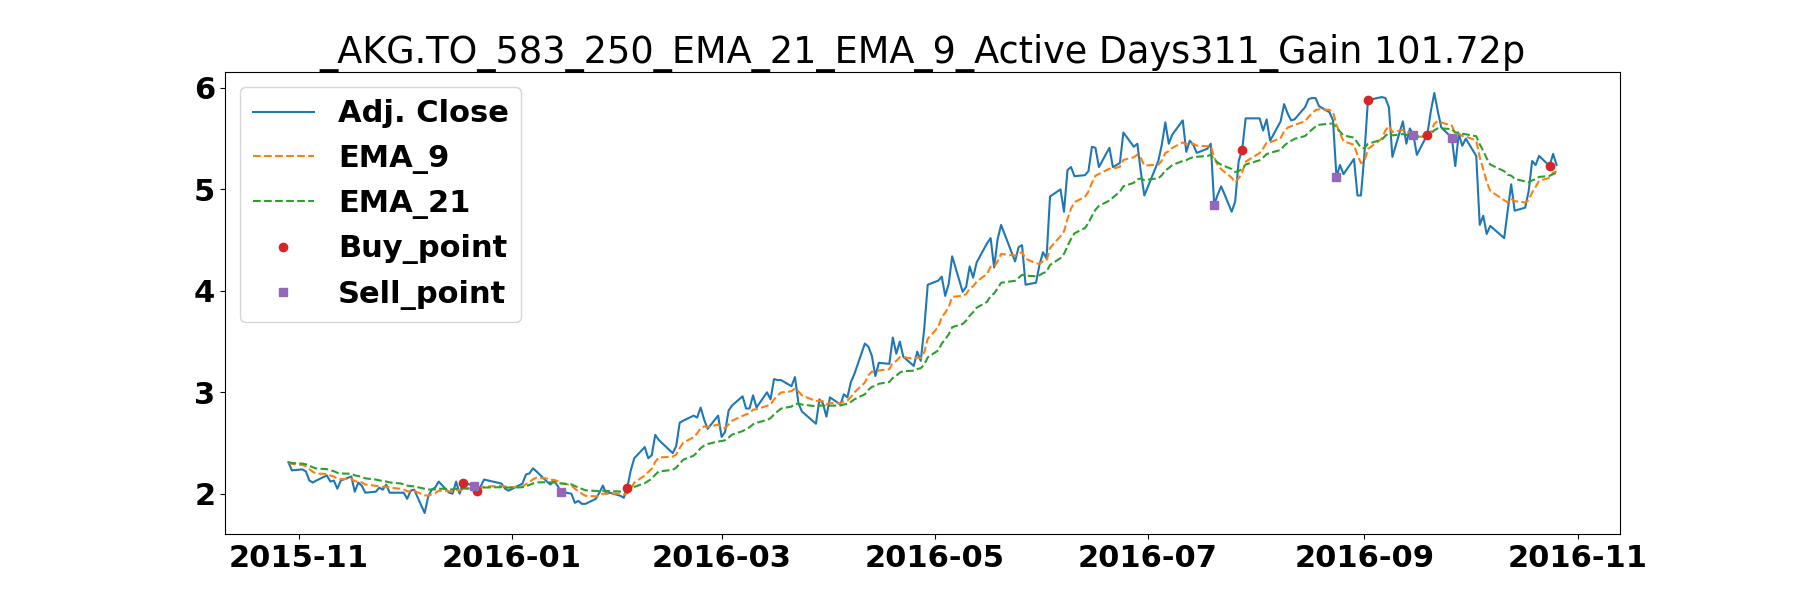 _AKG.TO_583_250_EMA_21_EMA_9_Active Days311_Gain 101.72p
6
5
4
3
2
Adj. Close
EMA_9
EMA_21
Buy_point
Sell_point
2015-11 2016-01 2016-03 2016-05 2016-07 2016-09 2016-11